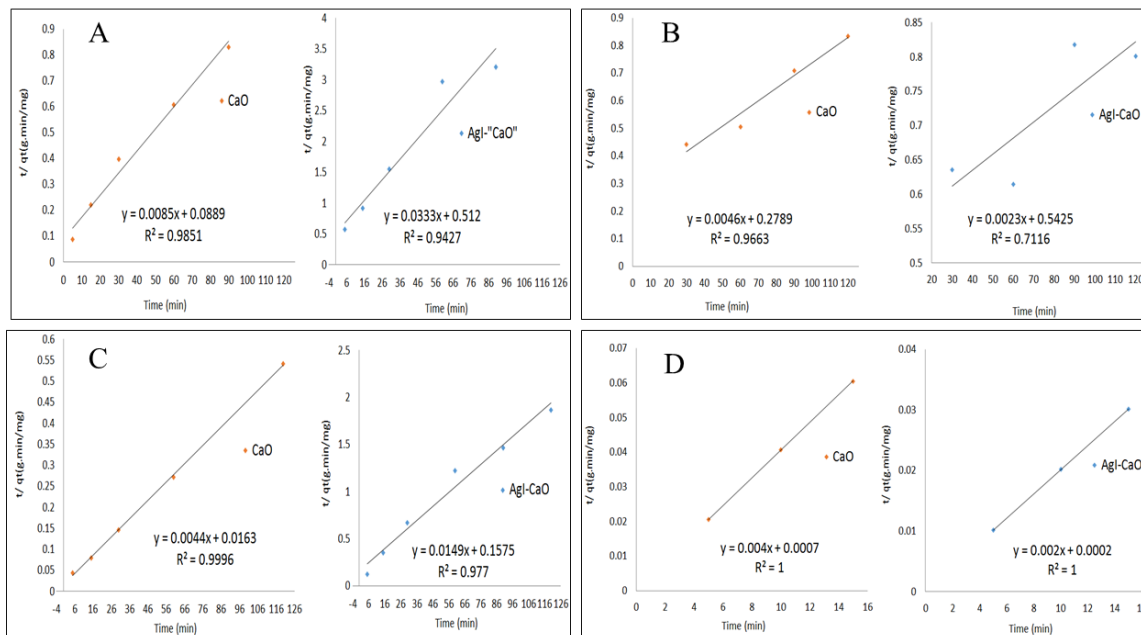 A
t/ qt(g.min/mg)
0.9
0.8
0.7
0.6
0.5
0.4
0.3
0.2
0.1
0
CaO
y = 0.0085x + 0.0889
R² = 0.9851
0 10 20 30 40 50 60 70 80 90 100 110 120
Time (min)
t/ qt(g.min/mg)
4
3.5
3
2.5
2
1.5
1
0.5
0
AgI-"CaO"
y = 0.0333x + 0.512
R² = 0.9427
-4 6 16 26 36 46 56 66 76 86 96 106 116 126
Time (min)
B
t/ qt(g.min/mg)
0.9
0.8
0.7
0.6
0.5
0.4
0.3
0.2
0.1
0
CaO
y = 0.0046x + 0.2789
R² = 0.9663
0 10 20 30 40 50 60 70 80 90 100 110 120
Time (min)
t/ qt(g.min/mg)
0.85
0.8
0.75
0.7
0.65
0.6
0.55
0.5
AgI-CaO
y = 0.0023x + 0.5425
R² = 0.7116
20 30 40 50 60 70 80 90 100 110 120
Time (min)
C
t/ qt(g.min/mg)
0.6
0.55
0.5
0.45
0.4
0.35
0.3
0.25
0.2
0.15
0.1
0.05
0
CaO
y = 0.0044x + 0.0163
R² = 0.9996
-4 6 16 26 36 46 56 66 76 86 96 106 116 126
Time (min)
t/ qt(g.min/mg)
2.5
2
1.5
1
0.5
0
AgI-CaO
y = 0.0149x + 0.1575
R² = 0.977
-4 6 16 26 36 46 56 66 76 86 96 106 116 126
Time (min)
D
t/ qt(g.min/mg)
0.07
0.06
0.05
0.04
0.03
0.02
0.01
0
CaO
y = 0.004x + 0.0007
R² = 1
0 2 4 6 8 10 12 14 16
Time (min)
t/ qt(g.min/mg)
0.04
0.03
0.02
0.01
0
AgI-CaO
y = 0.002x + 0.0002
R² = 1
0 2 4 6 8 10 12 14
Time (min)